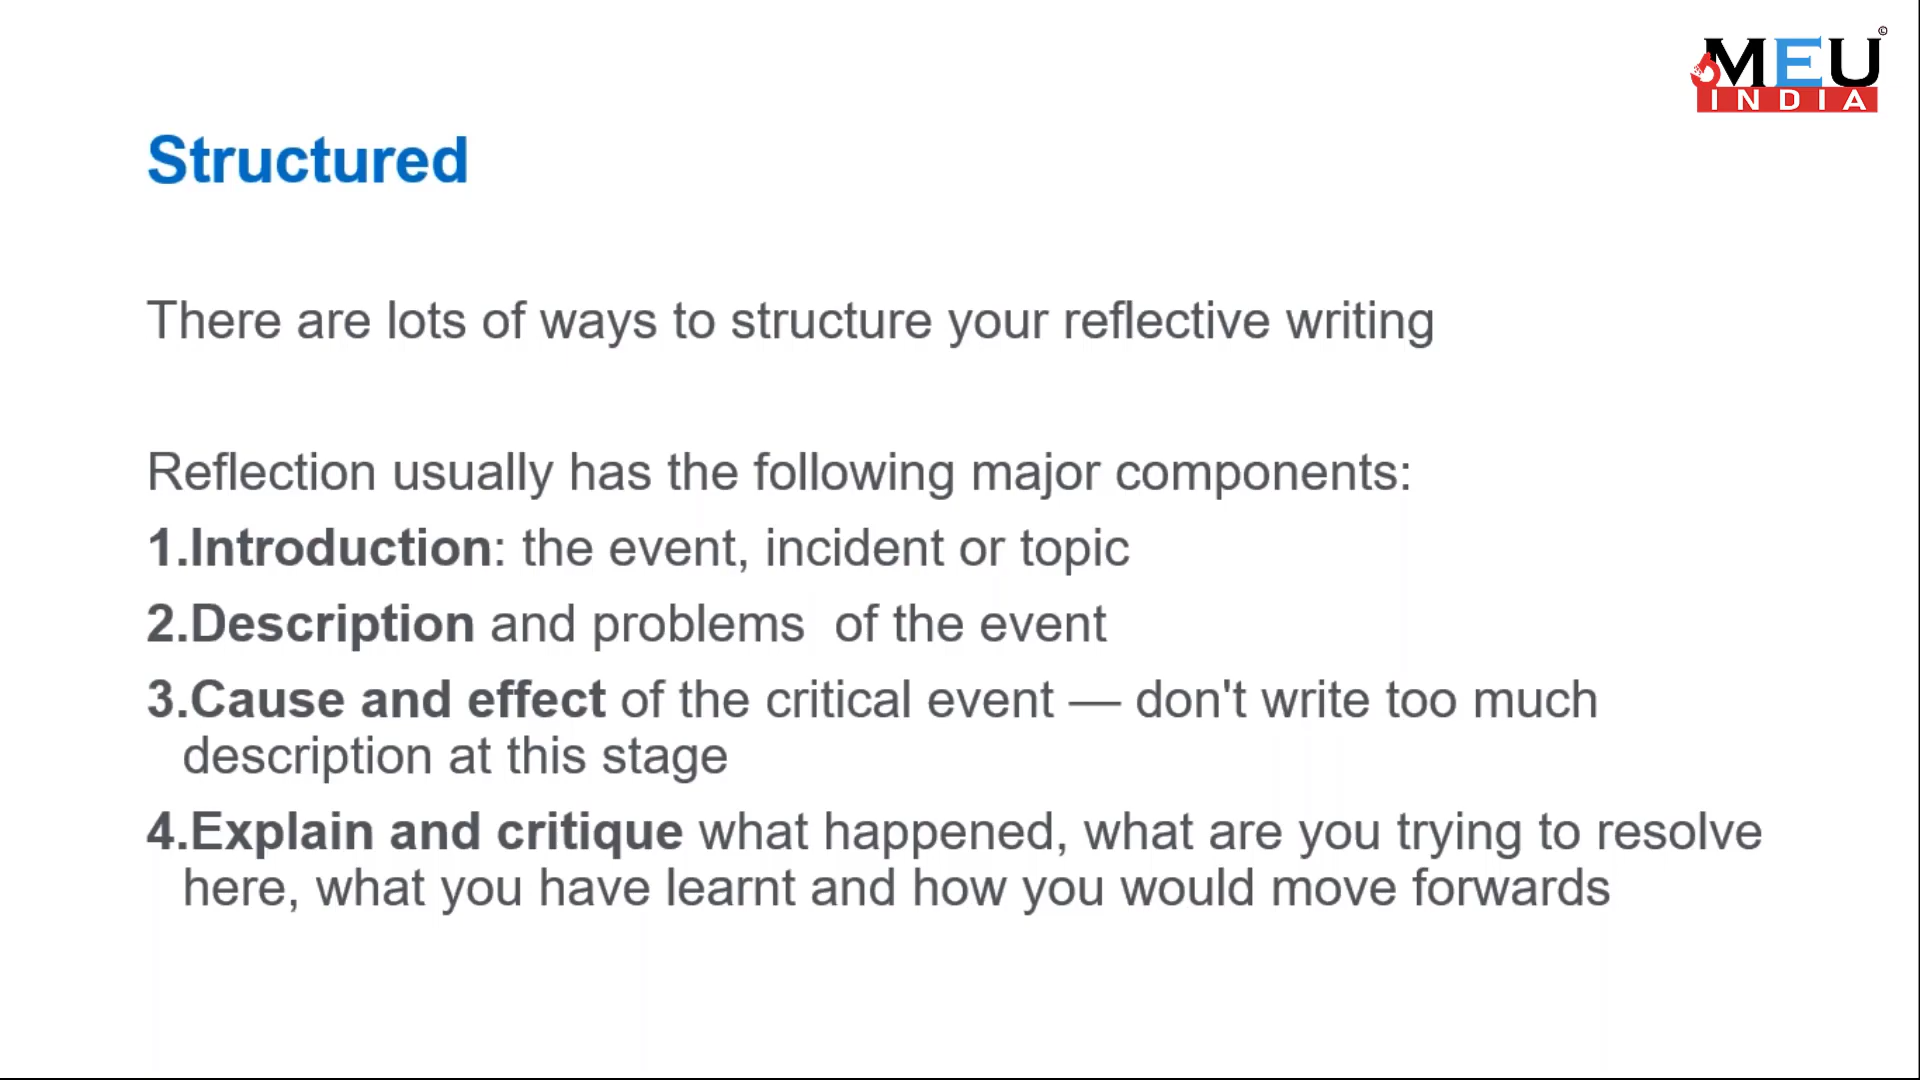 MEU©
INDIA
Structured
There are lots of ways to structure your reflective writing
Reflection usually has the following major components:
1.Introduction: the event, incident or topic
2.Description and problems  of the event
3.Cause and effect of the critical event — don't write too much
description at this stage
4.Explain and critique what happened, what are you trying to resolve
here, what you have learnt and how you would move forwards